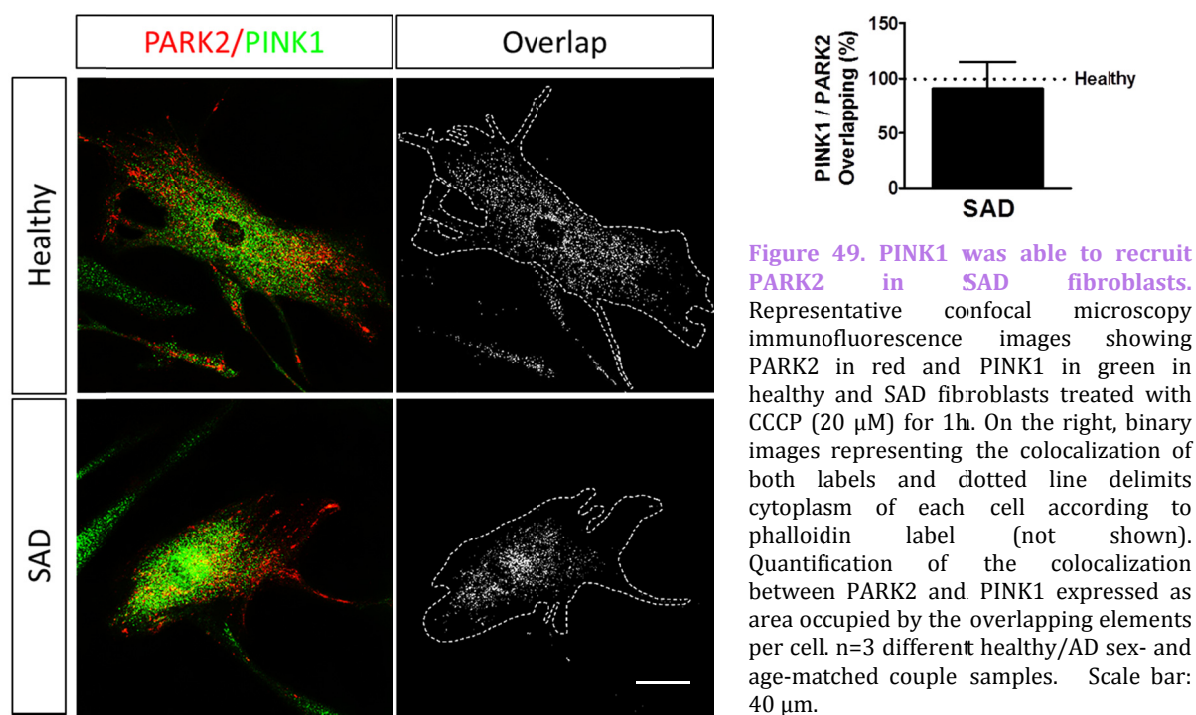 PARK2/PINK1
Overlap
Healthy
SAD
150
100
50
0
PINK1 / PARK2
Overlapping (%)
Healthy
SAD
Figure 49. PINK1 was able to recruit
PARK2 in SAD fibroblasts.
Representative confocal microscopy
immunofluorescence images showing
PARK2 in red and PINK1 in green in
healthy and SAD fibroblasts treated with
CCCP (20 µM) for 1h. On the right, binary
images representing the colocalization of
both labels and dotted line delimits
cytoplasm of each cell according to
phalloidin label (not shown).
Quantification of the colocalization
between PARK2 and PINK1 expressed as
area occupied by the overlapping elements
per cell. n=3 different healthy/AD sex- and
age-matched couple samples. Scale bar:
40 µm.